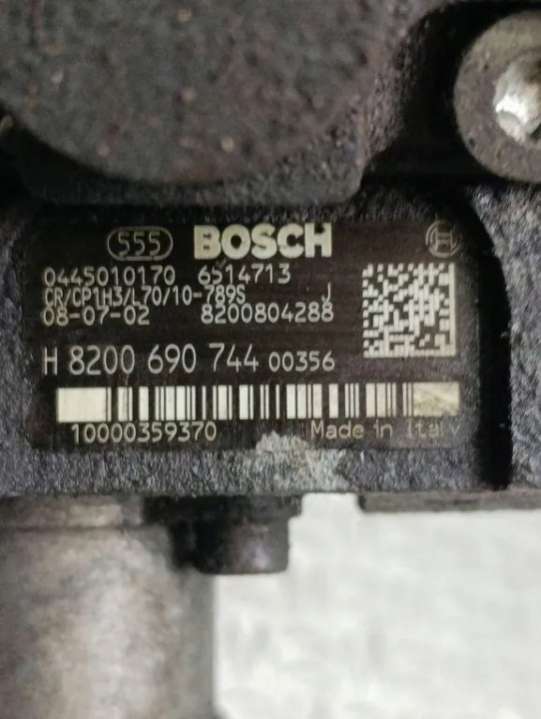 555 BOSCH
0445010170 6514713
CR/CP1H3/L70/10-789S J
08-07-02 8200804288
H 8200 690 744 00356
10000359370 Made in Italy